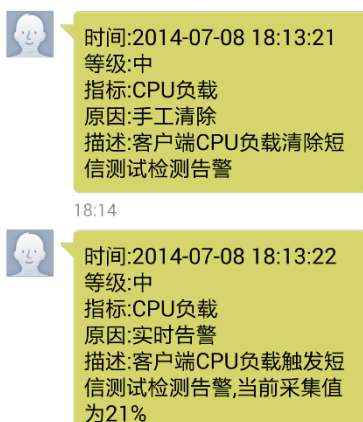 时间:2014-07-08 18:13:21
等级:中
指标:CPU负载
原因:手工清除
描述:客户端CPU负载清除短
信测试检测告警
18:14
时间:2014-07-08 18:13:22
等级:中
指标:CPU负载
原因:实时告警
描述:客户端CPU负载触发短
信测试检测告警,当前采集值
为21%